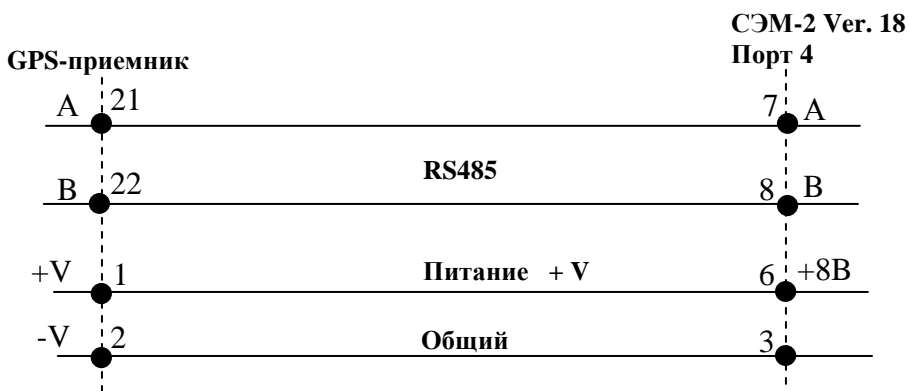 СЭМ-2 Ver. 18
GPS-приемник Порт 4
A 21 7 A
RS485
B 22 8 B
+V 1 Питание + V 6 +8В
-V 2 Общий 3